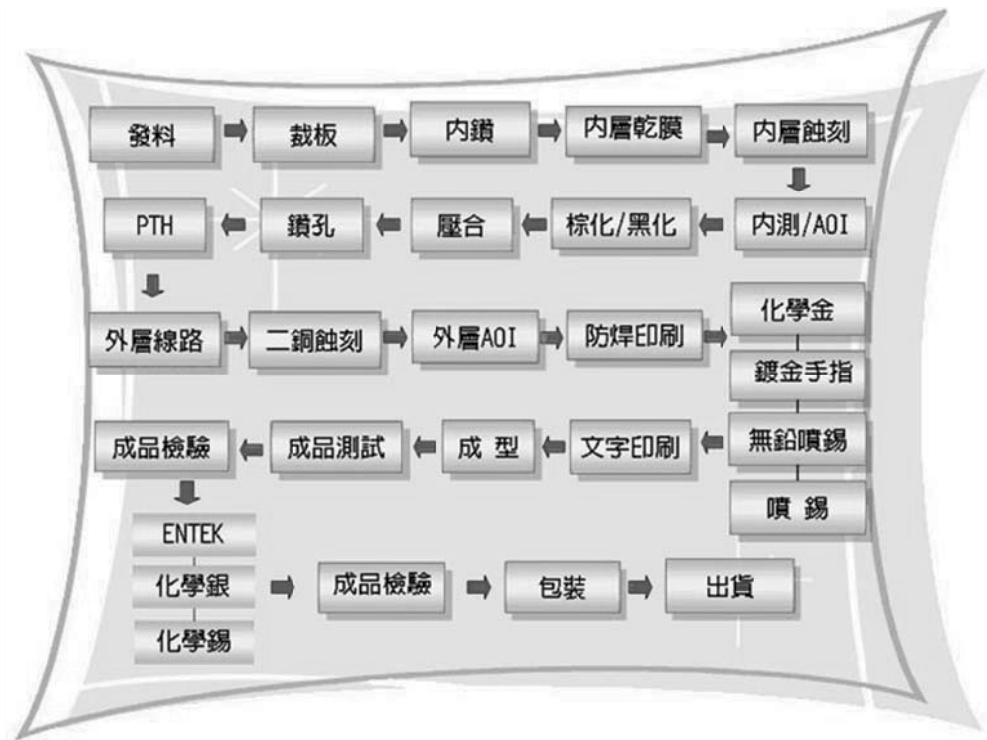 發料
裁板
內鑽
內層乾膜
內層蝕刻
內測/AOI
棕化/黑化
壓合
鑽孔
PTH
外層線路
二銅蝕刻
外層AOI
防焊印刷
化學金
鍍金手指
無鉛噴錫
噴 錫
文字印刷
成 型
成品測試
成品檢驗
ENTEK
化學銀
化學錫
成品檢驗
包裝
出貨